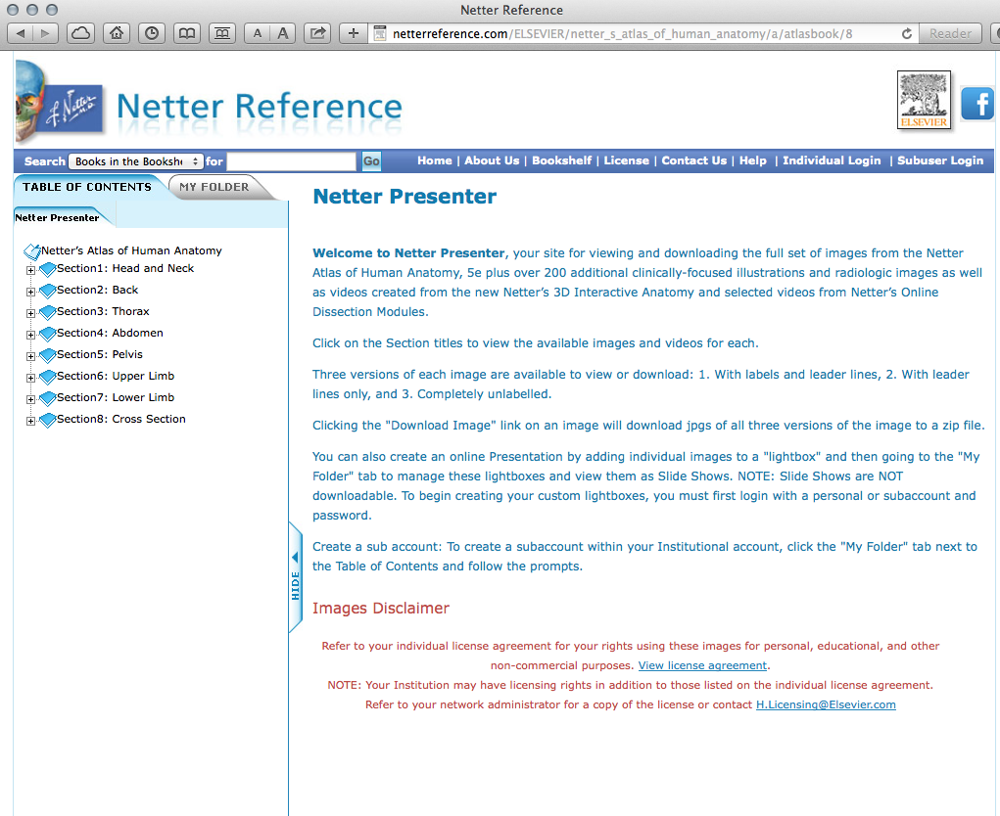 Netter Reference
A A
netterreference.com/ELSEVIER/netter_s_atlas_of_human_anatomy/a/atlasbook/8
Reader
Netter Reference
ELSEVIER
f
Search Books in the Bookshe for Go
Home | About Us | Bookshelf | License | Contact Us | Help | Individual Login | Subuser Login
TABLE OF CONTENTS
MY FOLDER
Netter Presenter
Netter’s Atlas of Human Anatomy
Section1: Head and Neck
Section2: Back
Section3: Thorax
Section4: Abdomen
Section5: Pelvis
Section6: Upper Limb
Section7: Lower Limb
Section8: Cross Section
HIDE
Netter Presenter
Welcome to Netter Presenter, your site for viewing and downloading the full set of images from the Netter
Atlas of Human Anatomy, 5e plus over 200 additional clinically-focused illustrations and radiologic images as well
as videos created from the new Netter’s 3D Interactive Anatomy and selected videos from Netter’s Online
Dissection Modules.
Click on the Section titles to view the available images and videos for each.
Three versions of each image are available to view or download: 1. With labels and leader lines, 2. With leader
lines only, and 3. Completely unlabelled.
Clicking the "Download Image" link on an image will download jpgs of all three versions of the image to a zip file.
You can also create an online Presentation by adding individual images to a "lightbox" and then going to the "My
Folder" tab to manage these lightboxes and view them as Slide Shows. NOTE: Slide Shows are NOT
downloadable. To begin creating your custom lightboxes, you must first login with a personal or subaccount and
password.
Create a sub account: To create a subaccount within your Institutional account, click the "My Folder" tab next to
the Table of Contents and follow the prompts.
Images Disclaimer
Refer to your individual license agreement for your rights using these images for personal, educational, and other
non-commercial purposes. View license agreement.
NOTE: Your Institution may have licensing rights in addition to those listed on the individual license agreement.
Refer to your network administrator for a copy of the license or contact H.Licensing@Elsevier.com